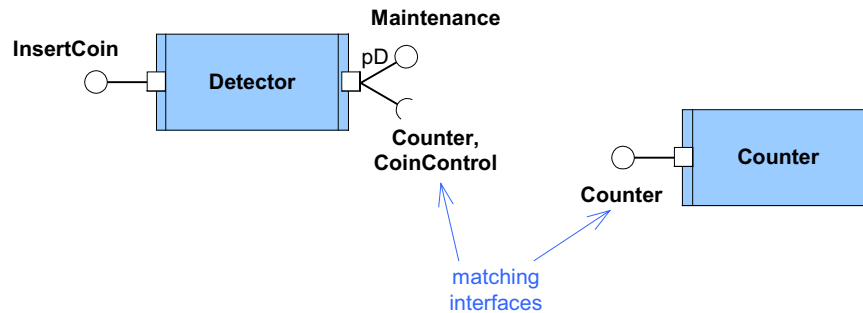 Maintenance
InsertCoin
pD
Detector
Counter,
CoinControl
Counter
Counter
matching
interfaces